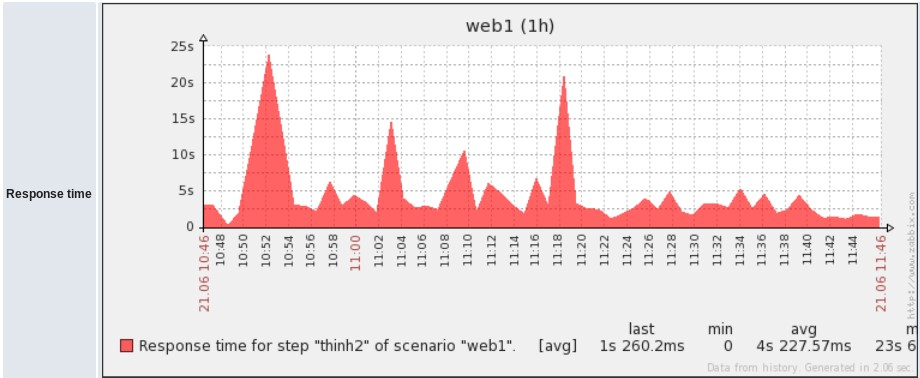 web1 (1h)
25s
20s
15s
10s
5s
0
Response time
21.06 10:46
10:48
10:50
10:52
10:54
10:56
10:58
11:00
11:02
11:04
11:06
11:08
11:10
11:12
11:14
11:16
11:18
11:20
11:22
11:24
11:26
11:28
11:30
11:32
11:34
11:36
11:38
11:40
11:42
11:44
21.06 11:46
http://www.zabbix.com
last min avg m
Response time for step "thinh2" of scenario "web1". [avg] 1s 260.2ms 0 4s 227.57ms 23s 6
Data from history. Generated in 2.06 sec